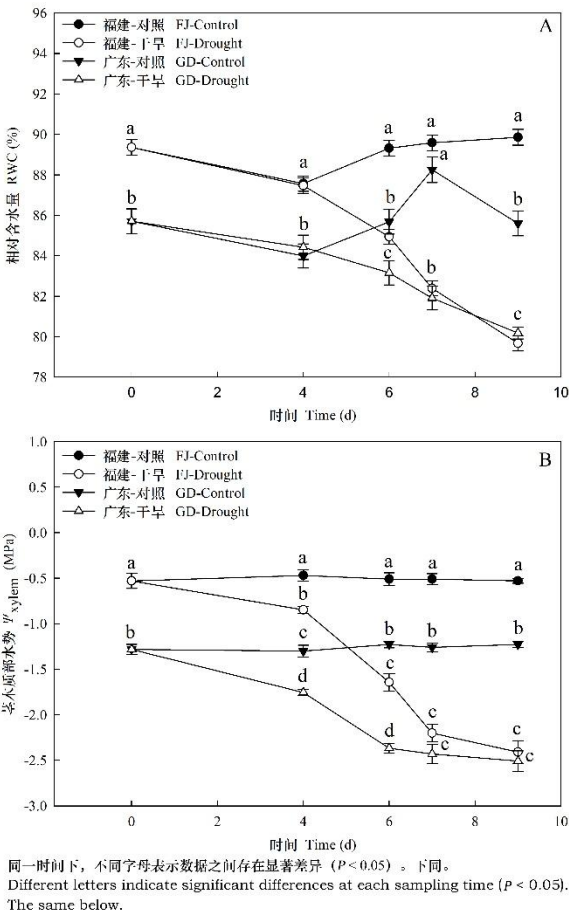 96
94
92
90
88
86
84
82
80
78
相对含水量 RWC (%)
福建-对照 FJ-Control
福建-干旱 FJ-Drought
广东-对照 GD-Control
广东-干旱 GD-Drought
A
a
a
a
a
a
a
b
b
b
b
c
b
c
0
2
4
6
8
10
时间 Time (d)
1.0
0.5
0.0
-0.5
-1.0
-1.5
-2.0
-2.5
-3.0
茎木质部水势 Ψxylem (MPa)
福建-对照 FJ-Control
福建-干旱 FJ-Drought
广东-对照 GD-Control
广东-干旱 GD-Drought
B
a
a
a
a
a
b
b
c
b
b
b
d
c
d
c
c
c
c
0
2
4
6
8
10
时间 Time (d)
同一时间下，不同字母表示数据之间存在显著差异（P < 0.05）。下同。
Different letters indicate significant differences at each sampling time (P < 0.05).
The same below.